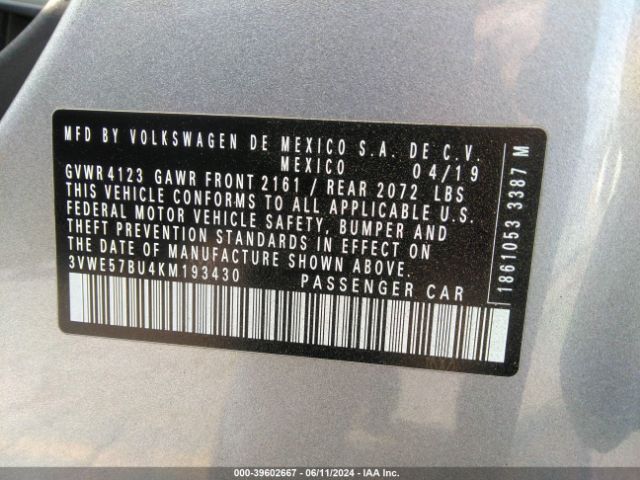 MFD BY VOLKSWAGEN DE MEXICO S.A. DE C.V.
MEXICO 04/19
GVWR 4123 GAWR FRONT 2161 / REAR 2072 LBS
THIS VEHICLE CONFORMS TO ALL APPLICABLE U.S.
FEDERAL MOTOR VEHICLE SAFETY, BUMPER AND
THEFT PREVENTION STANDARDS IN EFFECT ON
THE DATE OF MANUFACTURE SHOWN ABOVE.
3VWE57BU4KM193430 PASSENGER CAR
1861053 3387 M
000-39602667 - 06/11/2024 - IAA Inc.